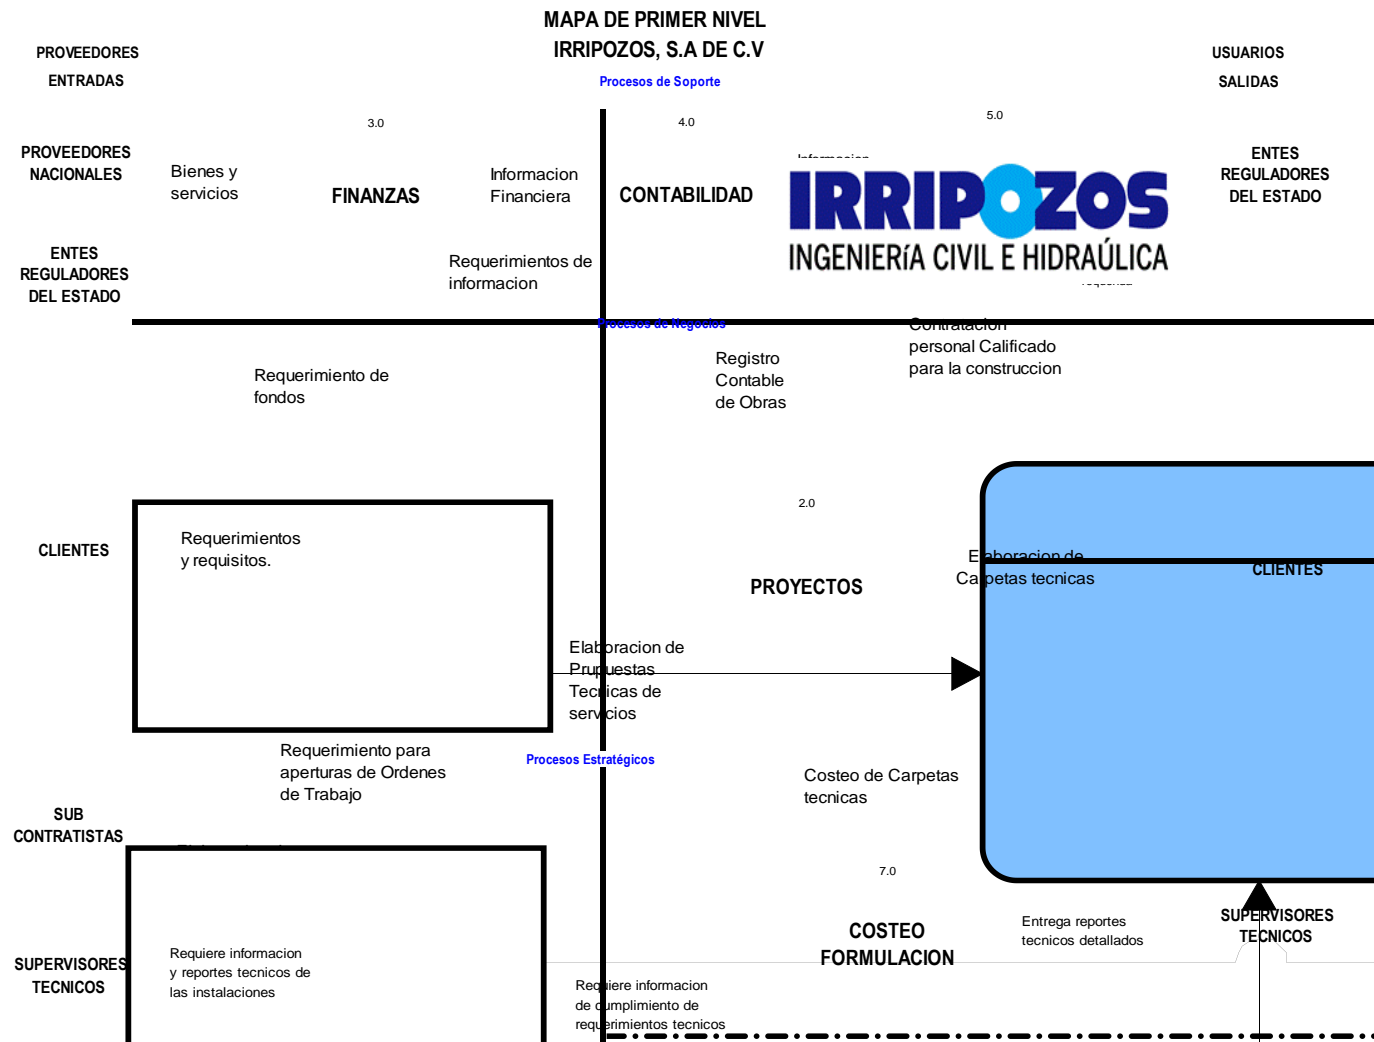 MAPA DE PRIMER NIVEL
IRRIPOZOS, S.A DE C.V
PROVEEDORES
ENTRADAS
Procesos de Soporte
USUARIOS
SALIDAS
3.0
4.0
5.0
PROVEEDORES
NACIONALES
Bienes y
servicios
FINANZAS
Informacion
Financiera
CONTABILIDAD
Informacion
IRRIPOZOS
INGENIERíA CIVIL E HIDRAÚLICA
ENTES
REGULADORES
DEL ESTADO
ENTES
REGULADORES
DEL ESTADO
Requerimientos de
informacion
Procesos de Negocios
Requerimiento de
fondos
Registro
Contable
de Obras
Contratacion
personal Calificado
para la construccion
CLIENTES
Requerimientos
y requisitos.
2.0
PROYECTOS
Elaboracion de
Carpetas tecnicas
CLIENTES
Elaboracion de
Prupuestas
Tecnicas de
servicios
Procesos Estratégicos
Requerimiento para
aperturas de Ordenes
de Trabajo
Costeo de Carpetas
tecnicas
SUB
CONTRATISTAS
7.0
COSTEO
FORMULACION
Entrega reportes
tecnicos detallados
SUPERVISORES
TECNICOS
SUPERVISORES
TECNICOS
Requiere informacion
y reportes tecnicos de
las instalaciones
Requiere informacion
de cumplimiento de
requerimientos tecnicos